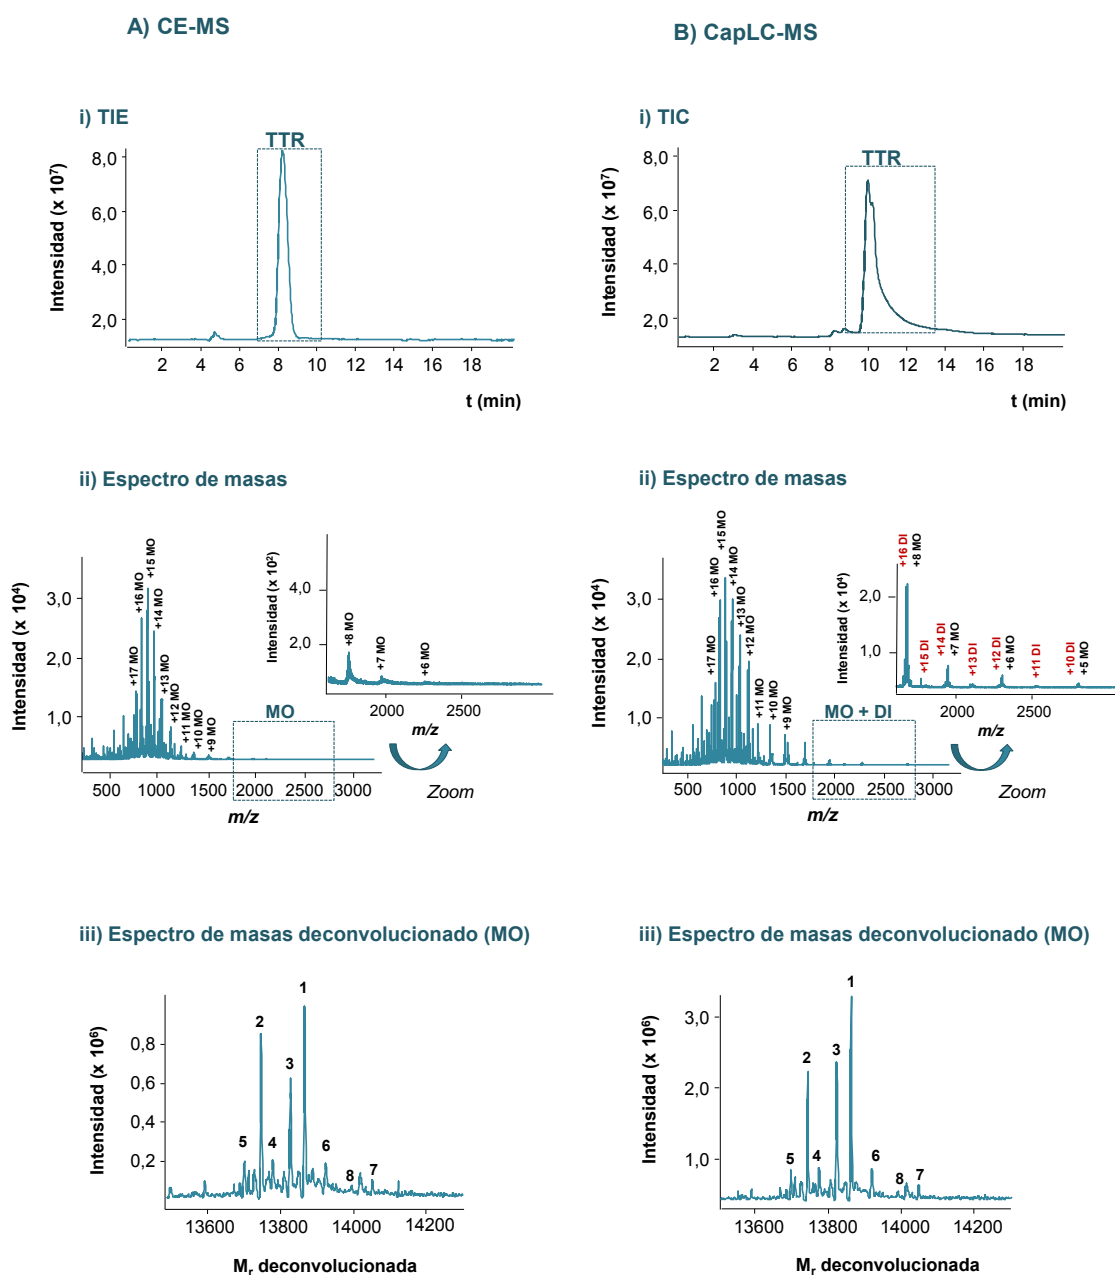 A) CE-MS
i) TIE
TTR
Intensidad (x 10⁷)
8,0
6,0
4,0
2,0
2 4 6 8 10 12 14 16 18
t (min)
ii) Espectro de masas
Intensidad (x 10⁴)
3,0
2,0
1,0
+17 MO
+16 MO
+15 MO
+14 MO
+13 MO
+12 MO
+11 MO
+10 MO
+9 MO
MO
500 1000 1500 2000 2500 3000
m/z
Intensidad (x 10²)
4,0
2,0
+8 MO
+7 MO
+6 MO
2000 2500
m/z
Zoom
iii) Espectro de masas deconvolucionado (MO)
Intensidad (x 10⁶)
0,8
0,6
0,4
0,2
5
2
4
3
1
6
8
7
13600 13800 14000 14200
Mᵣ deconvolucionada
B) CapLC-MS
i) TIC
TTR
Intensidad (x 10⁷)
8,0
6,0
4,0
2,0
2 4 6 8 10 12 14 16 18
t (min)
ii) Espectro de masas
Intensidad (x 10⁴)
3,0
2,0
1,0
+17 MO
+16 MO
+15 MO
+14 MO
+13 MO
+12 MO
+11 MO
+10 MO
+9 MO
MO + DI
500 1000 1500 2000 2500 3000
m/z
Intensidad (x 10⁴)
2,0
1,0
+16 DI
+8 MO
+15 DI
+14 DI
+7 MO
+13 DI
+12 DI
+6 MO
+11 DI
+10 DI
+5 MO
2000 2500
m/z
Zoom
iii) Espectro de masas deconvolucionado (MO)
Intensidad (x 10⁶)
3,0
2,0
1,0
5
2
4
3
1
6
8
7
13600 13800 14000 14200
Mᵣ deconvolucionada